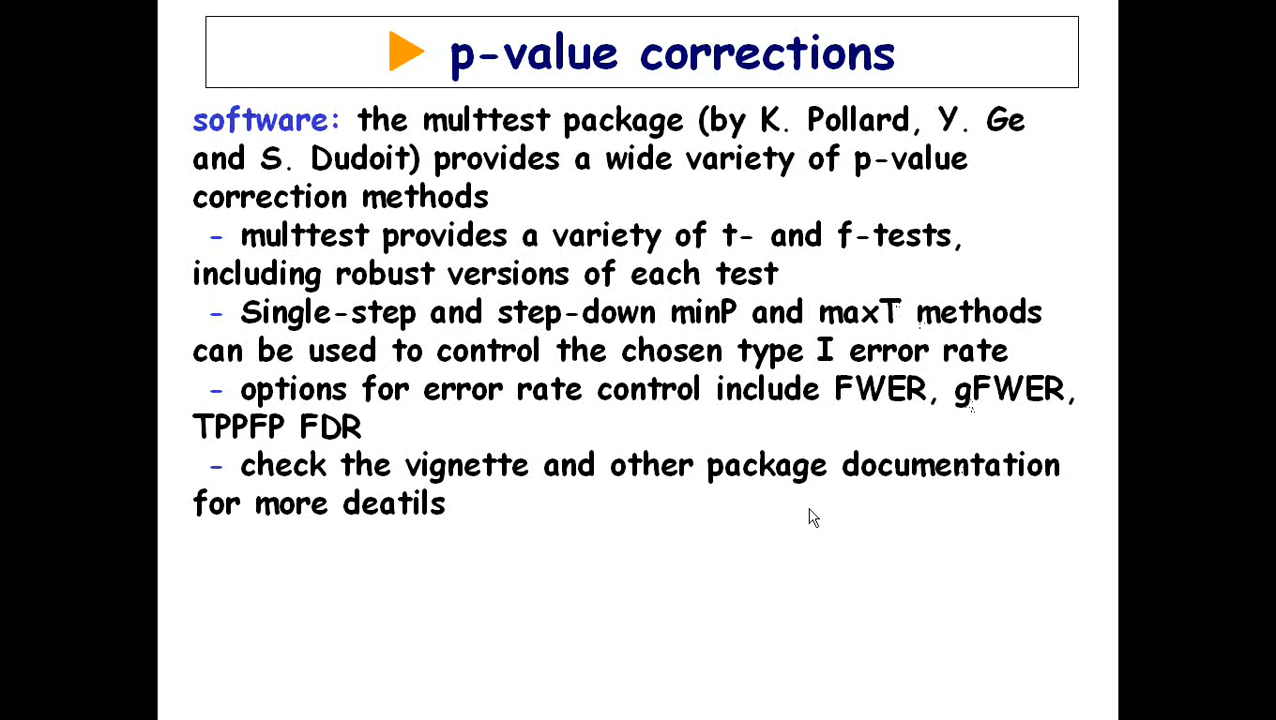 p-value corrections
software: the multtest package (by K. Pollard, Y. Ge
and S. Dudoit) provides a wide variety of p-value
correction methods
- multtest provides a variety of t- and f-tests,
including robust versions of each test
- Single-step and step-down minP and maxT methods
can be used to control the chosen type I error rate
- options for error rate control include FWER, gFWER,
TPPFP FDR
- check the vignette and other package documentation
for more deatils